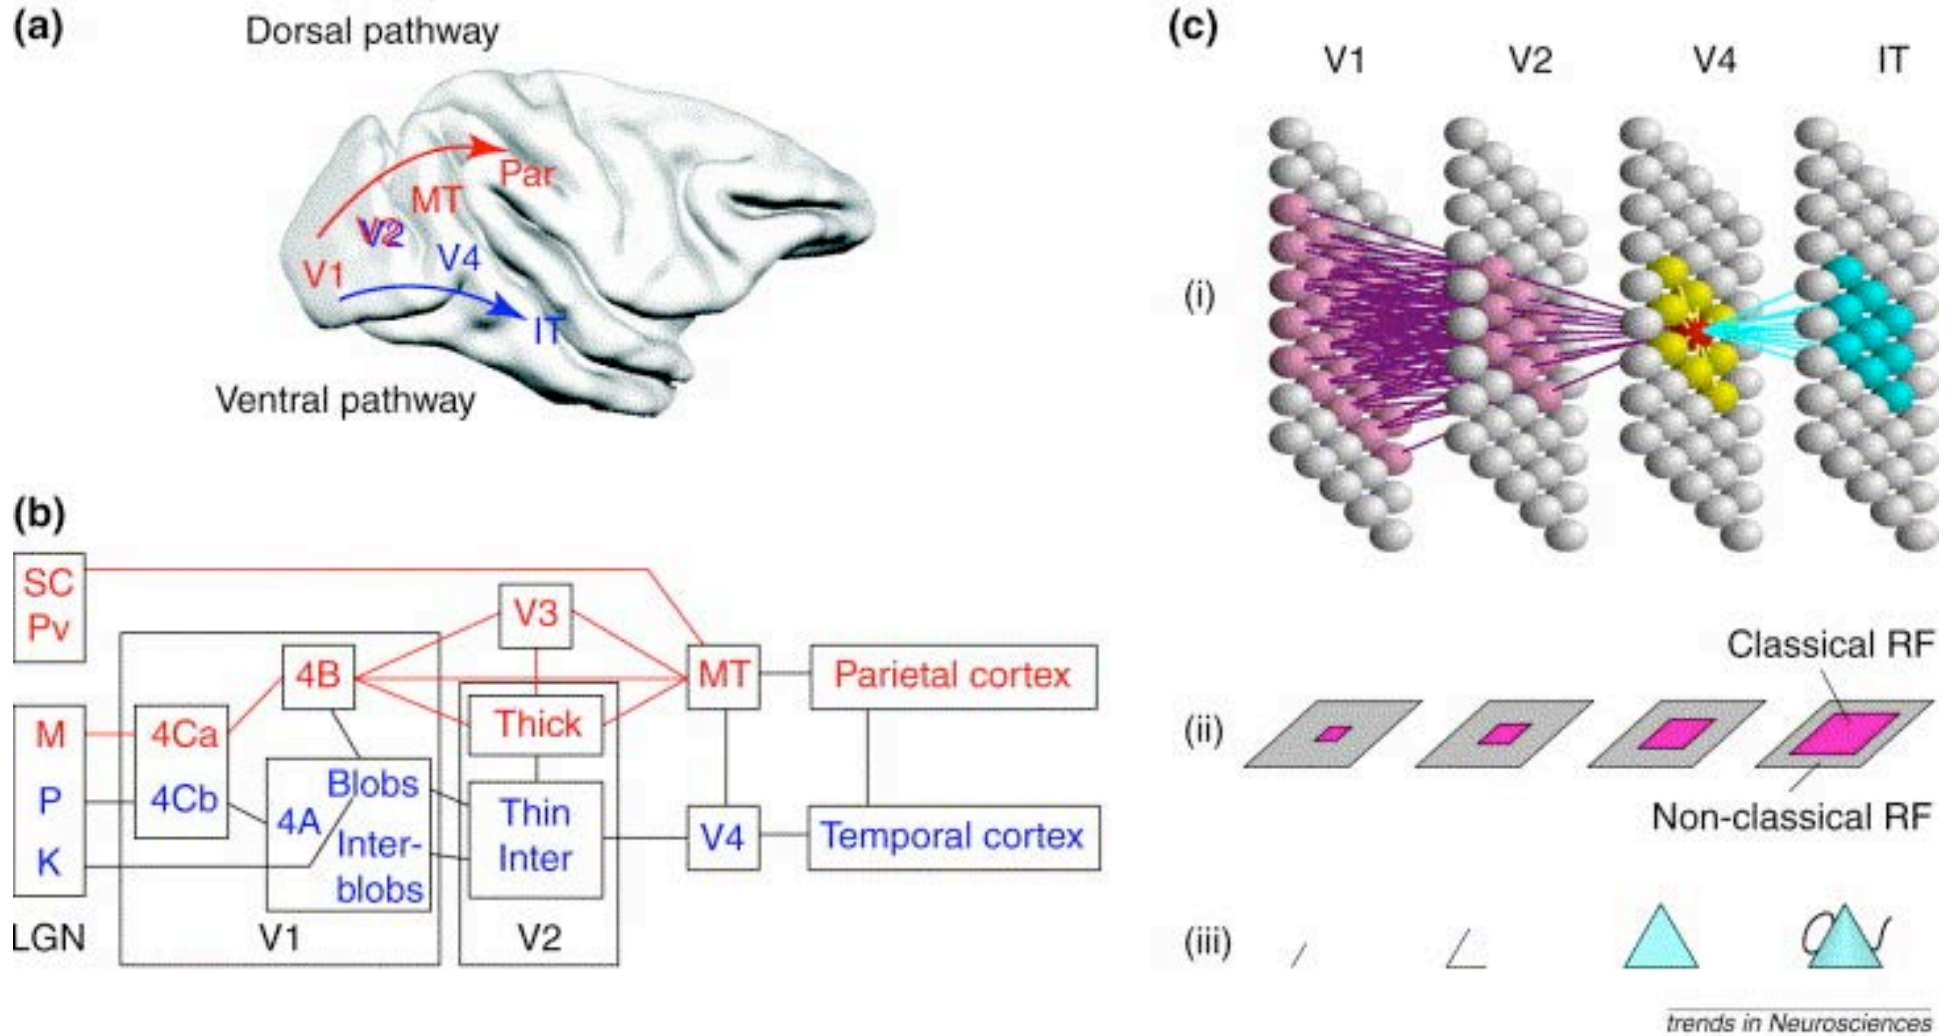 (a)
Dorsal pathway
Par
MT
V2
V4
V1
IT
Ventral pathway
(b)
SC
Pv
V3
4B
MT
Parietal cortex
M
4Ca
Thick
P
4Cb
Blobs
4A
Thin
K
Inter-
blobs
Inter
V4
Temporal cortex
LGN
V1
V2
(c)
V1 V2 V4 IT
(i)
Classical RF
(ii)
Non-classical RF
(iii)
trends in Neurosciences